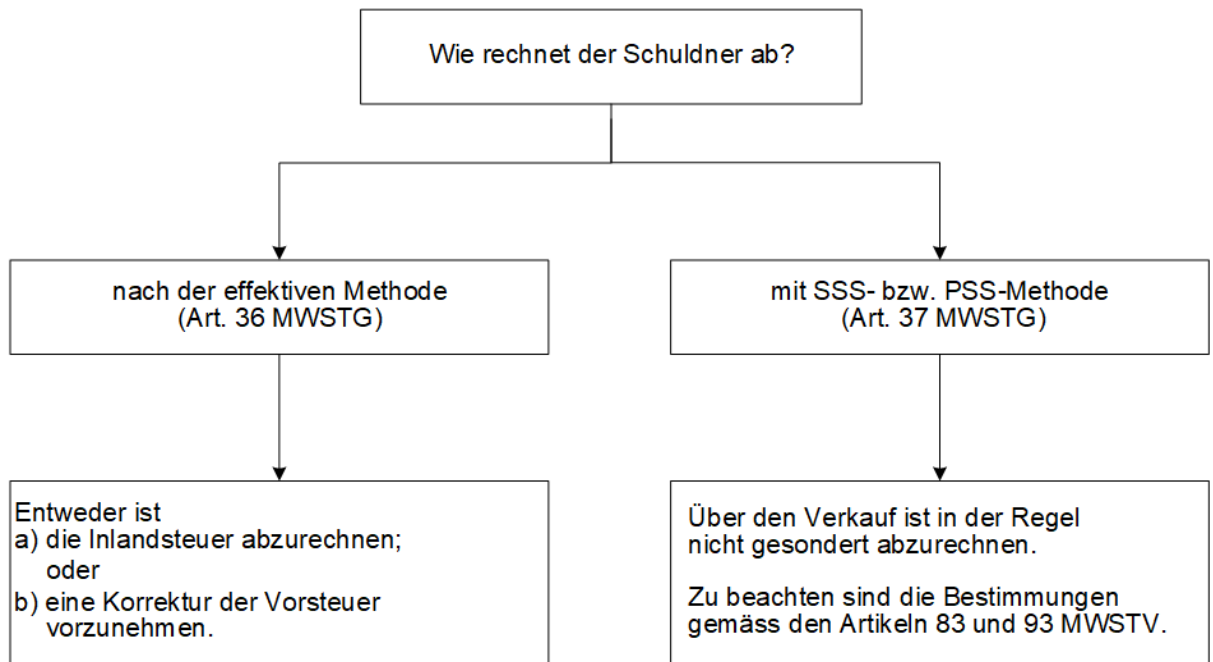 Wie rechnet der Schuldner ab?
nach der effektiven Methode
(Art. 36 MWSTG)
mit SSS- bzw. PSS-Methode
(Art. 37 MWSTG)
Entweder ist
a) die Inlandsteuer abzurechnen;
oder
b) eine Korrektur der Vorsteuer
vorzunehmen.
Über den Verkauf ist in der Regel
nicht gesondert abzurechnen.
Zu beachten sind die Bestimmungen
gemäss den Artikeln 83 und 93 MWSTV.